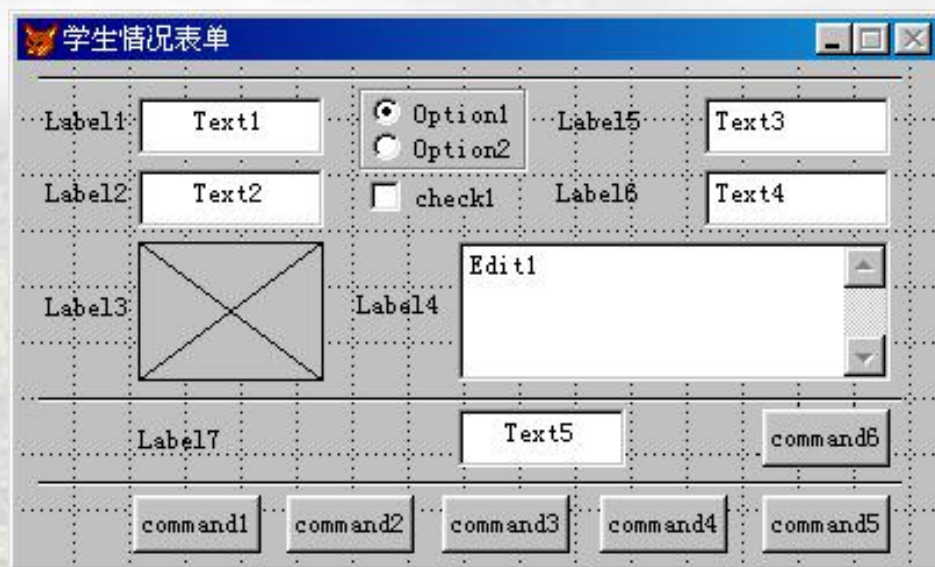 学生情况表单
Label1 Text1 Option1 Label5 Text3
Option2
Label2 Text2 check1 Label6 Text4
Edit1
Label3 Label4
Label7 Text5 command6
command1 command2 command3 command4 command5